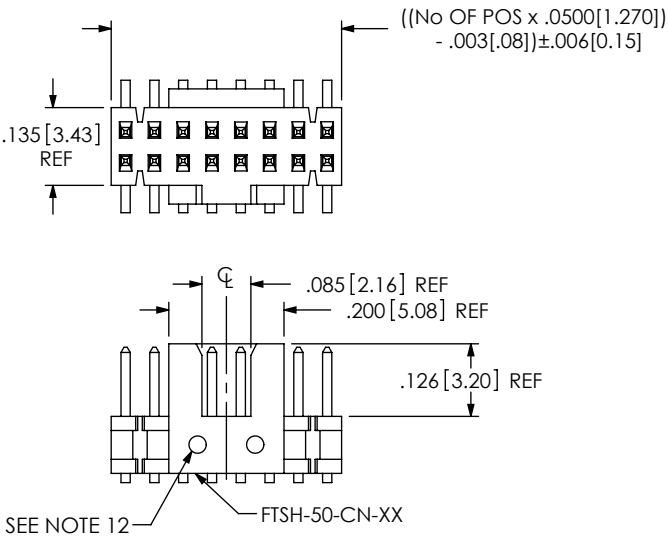 ((No OF POS x .0500[1.270])
- .003[.08])±.006[0.15]
.135[3.43]
REF
℄
.085[2.16] REF
.200[5.08] REF
.126[3.20] REF
SEE NOTE 12
FTSH-50-CN-XX